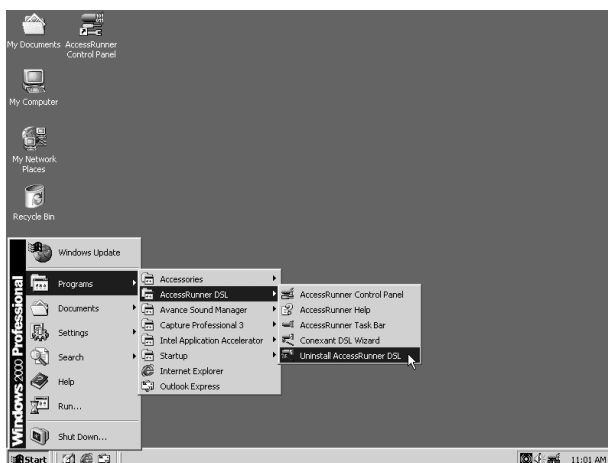 My Documents
AccessRunner
Control Panel
My Computer
My Network
Places
Recycle Bin
Windows 2000 Professional
Windows Update
Programs
Documents
Settings
Search
Help
Run...
Shut Down...
Accessories
AccessRunner DSL
Avance Sound Manager
Capture Professional 3
Intel Application Accelerator
Startup
Internet Explorer
Outlook Express
AccessRunner Control Panel
AccessRunner Help
AccessRunner Task Bar
Conexant DSL Wizard
Uninstall AccessRunner DSL
Start
11:01 AM